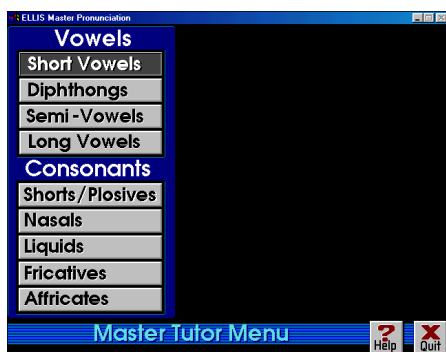 ELLIS Master Pronunciation
Vowels
Short Vowels
Diphthongs
Semi-Vowels
Long Vowels
Consonants
Shorts/Plosives
Nasals
Liquids
Fricatives
Affricates
Master Tutor Menu
Help
Quit